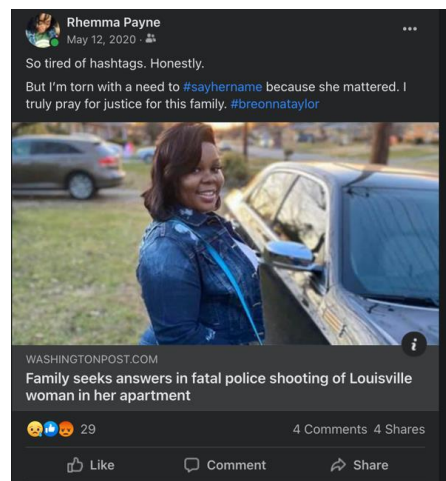 Rhemma Payne
May 12, 2020 ·
So tired of hashtags. Honestly.
But I'm torn with a need to #sayhername because she mattered. I
truly pray for justice for this family. #breonnataylor
WASHINGTONPOST.COM
Family seeks answers in fatal police shooting of Louisville
woman in her apartment
29
4 Comments 4 Shares
Like Comment Share